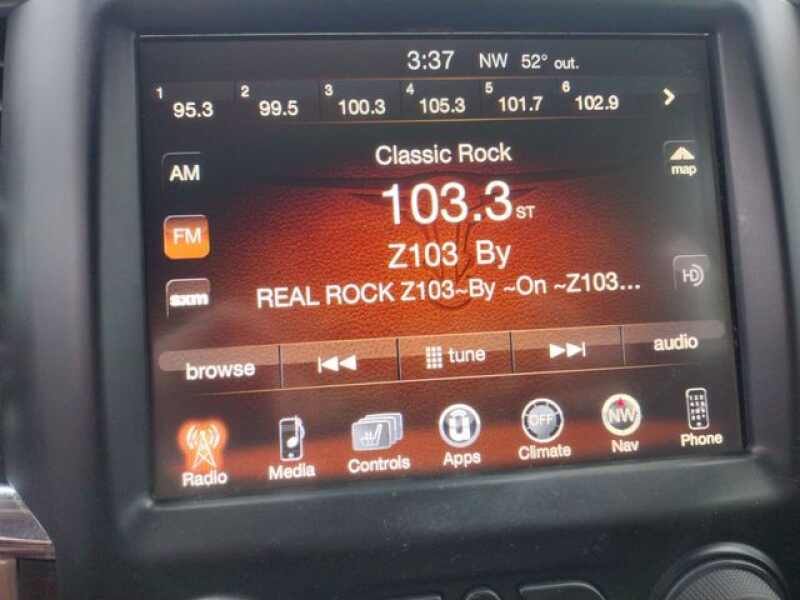 3:37 NW 52° out.
1 95.3 2 99.5 3 100.3 4 105.3 5 101.7 6 102.9
Classic Rock
map
AM
103.3 ST
FM
Z103 By
HD
sxm
REAL ROCK Z103~By ~On ~Z103...
browse tune audio
OFF NW
Radio Media Controls Apps Climate Nav Phone